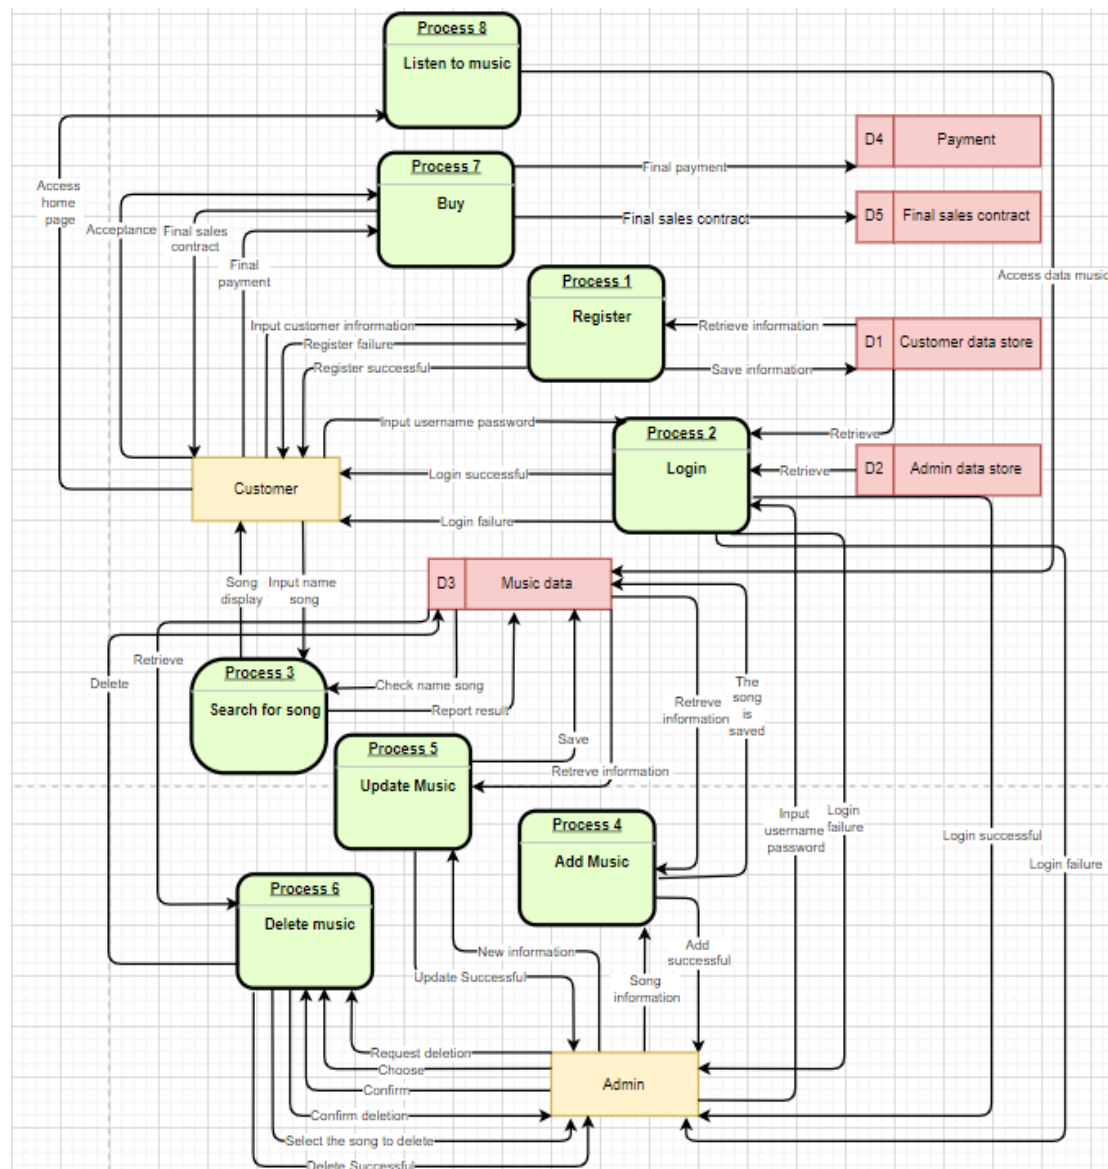 Process 8
Listen to music
D4
Payment
Process 7
Buy
Final payment
Access
home
page
Acceptance
Final sales
contract
Final sales contract
D5
Final sales contract
Final
payment
Access data music
Process 1
Register
Input customer infrormation
Register failure
Register successful
Retrieve information
Save information
D1
Customer data store
Input username password
Process 2
Login
Retrieve
Login successful
Retrieve
D2
Admin data store
Customer
Login failure
Song
display
Input name
song
D3
Music data
Retrieve
Delete
Process 3
Search for song
Check name song
Report result
Retreve
information
The
song
is
saved
Process 5
Update Music
Save
Retreve information
Process 4
Add Music
Input
username
password
Login
failure
Login successful
Login failure
Process 6
Delete music
New information
Update Successful
Add
successful
Song
information
Request deletion
Choose
Confirm
Confirm deletion
Select the song to delete
Delete Successful
Admin